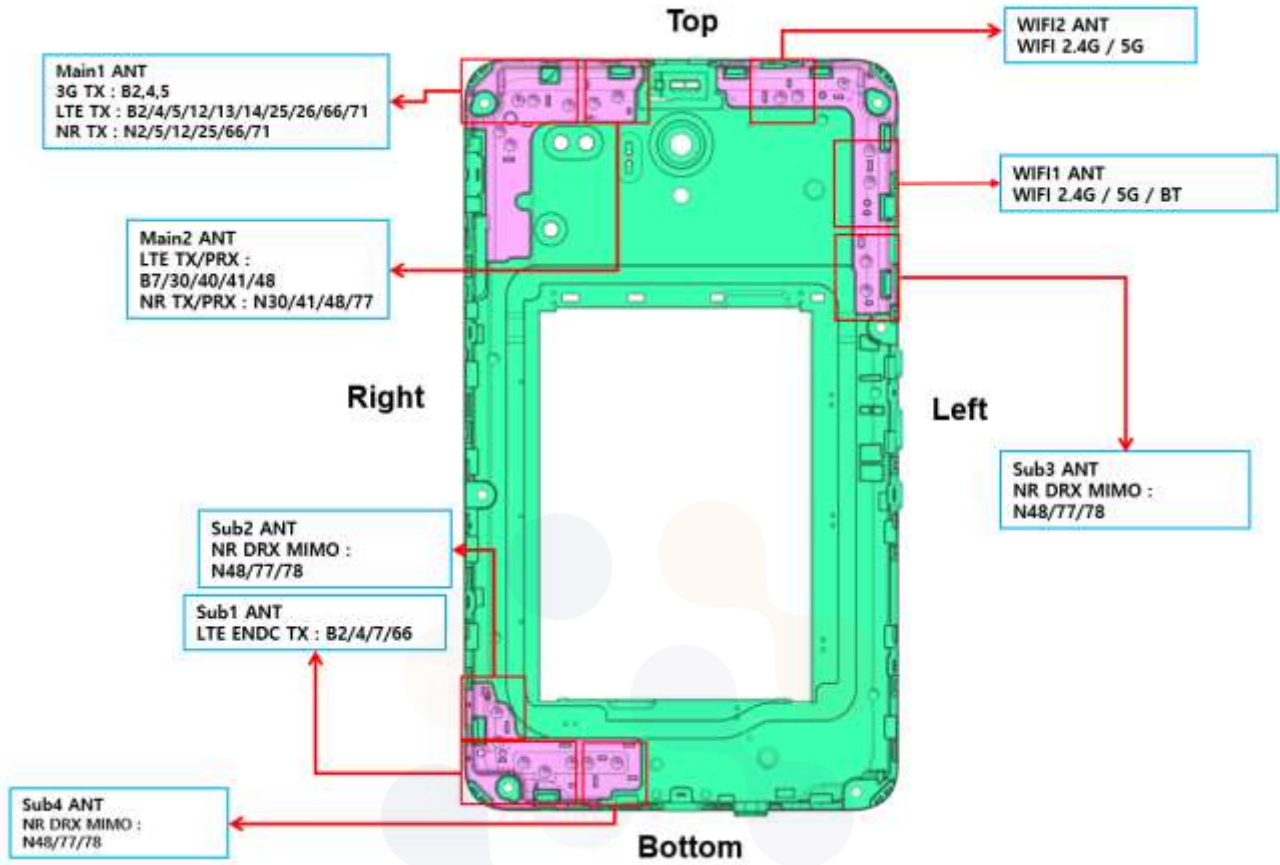 Top
WIFI2 ANT
WIFI 2.4G / 5G
Main1 ANT
3G TX : B2,4,5
LTE TX : B2/4/5/12/13/14/25/26/66/71
NR TX : N2/5/12/25/66/71
WIFI1 ANT
WIFI 2.4G / 5G / BT
Main2 ANT
LTE TX/PRX :
B7/30/40/41/48
NR TX/PRX : N30/41/48/77
Right
Left
Sub3 ANT
NR DRX MIMO :
N48/77/78
Sub2 ANT
NR DRX MIMO :
N48/77/78
Sub1 ANT
LTE ENDC TX : B2/4/7/66
Sub4 ANT
NR DRX MIMO :
N48/77/78
Bottom